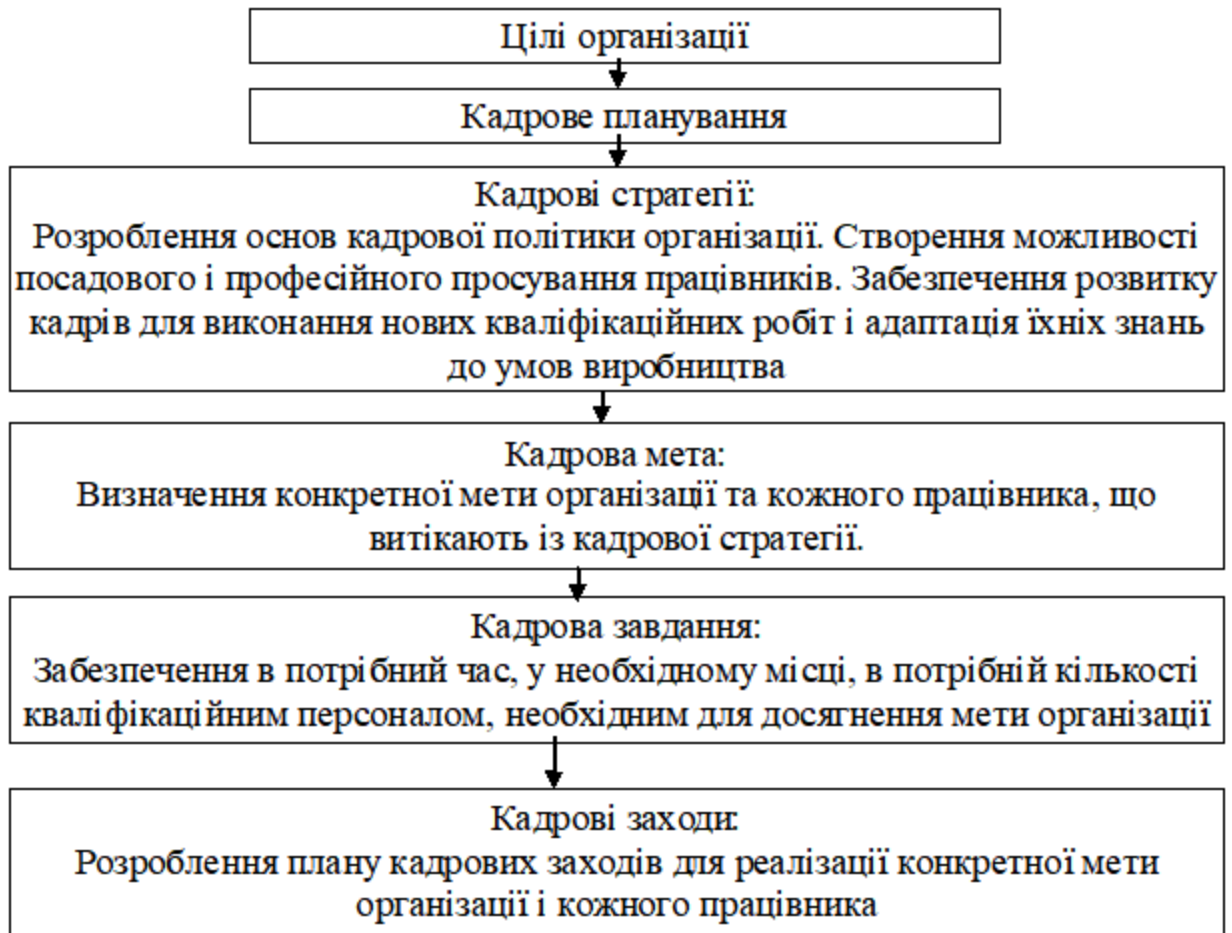 Цілі організації
Кадрове планування
Кадрові стратегії:
Розроблення основ кадрової політики організації. Створення можливості
посадового і професійного просування працівників. Забезпечення розвитку
кадрів для виконання нових кваліфікаційних робіт і адаптація їхніх знань
до умов виробництва
Кадрова мета:
Визначення конкретної мети організації та кожного працівника, що
витікають із кадрової стратегії.
Кадрова завдання:
Забезпечення в потрібний час, у необхідному місці, в потрібній кількості
кваліфікаційним персоналом, необхідним для досягнення мети організації
Кадрові заходи:
Розроблення плану кадрових заходів для реалізації конкретної мети
організації і кожного працівника